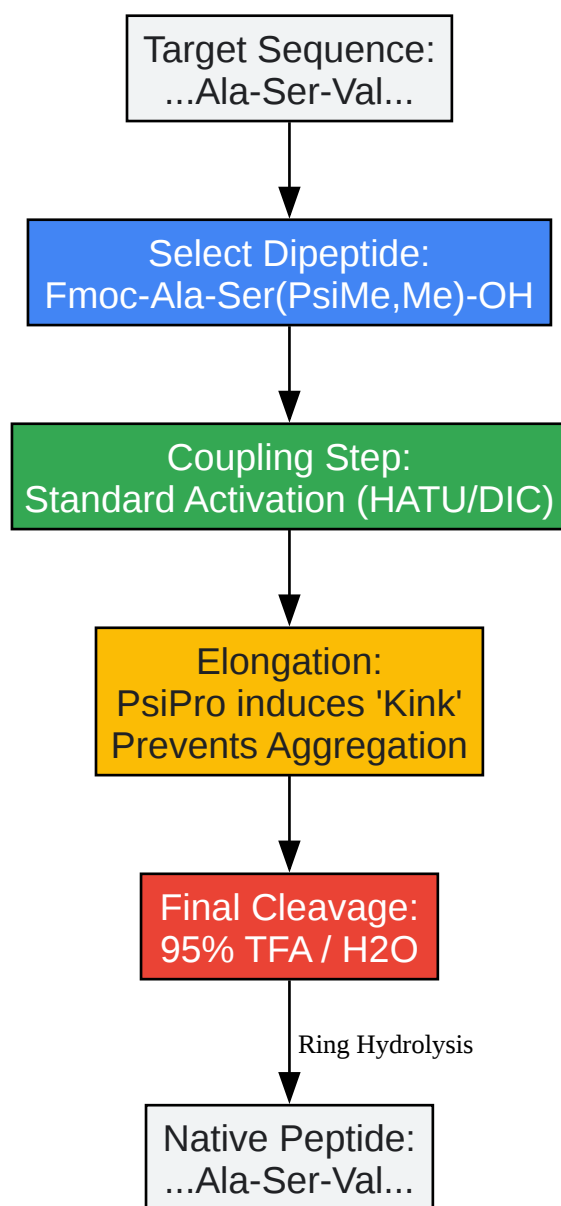 Target Sequence:
...Ala-Ser-Val...
Select Dipeptide:
Fmoc-Ala-Ser(PsiMe,Me)-OH
Coupling Step:
Standard Activation (HATU/DIC)
Elongation:
PsiPro induces 'Kink'
Prevents Aggregation
Final Cleavage:
95% TFA / H2O
Ring Hydrolysis
Native Peptide:
...Ala-Ser-Val...